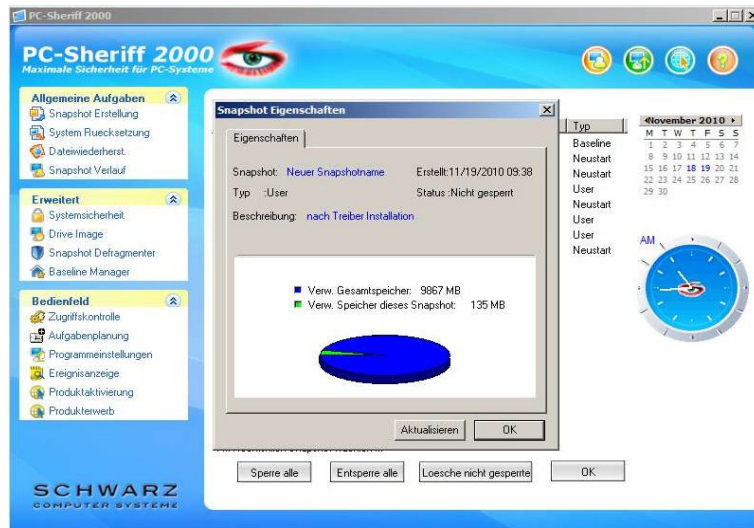 PC-Sheriff 2000
PC-Sheriff 2000
Maximale Sicherheit für PC-Systeme
Allgemeine Aufgaben
Snapshot Erstellung
System Ruecksetzung
Dateiwiederherst.
Snapshot Verlauf
Erweitert
Systemsicherheit
Drive Image
Snapshot Defragmenter
Baseline Manager
Bedienfeld
Zugriffskontrolle
Aufgabenplanung
Programmeinstellungen
Ereignisanzeige
Produktaktivierung
Produkterwerb
SCHWARZ
COMPUTER SYSTEME
Snapshot Eigenschaften
Eigenschaften
Snapshot: Neuer Snapshotname Erstellt:11/19/2010 09:38
Typ :User Status :Nicht gesperrt
Beschreibung: nach Treiber Installation
Verw. Gesamtspeicher: 9867 MB
Verw. Speicher dieses Snapshot: 135 MB
Aktualisieren OK
Typ
Baseline
Neustart
Neustart
User
Neustart
User
User
Neustart
November 2010
M T W T F S S
1 2 3 4 5 6 7
8 9 10 11 12 13 14
15 16 17 18 19 20 21
22 23 24 25 26 27 28
29 30
AM
Sperre alle Entsperre alle Loesche nicht gesperrte OK